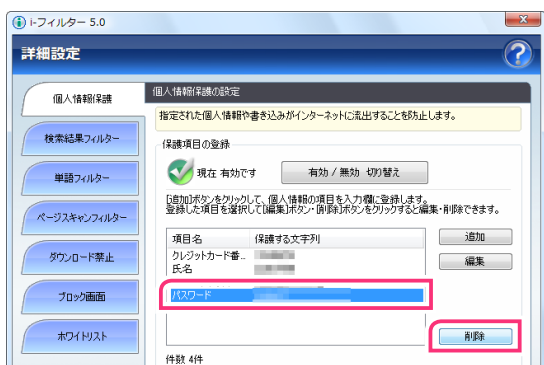 i-フィルター 5.0
詳細設定
?
個人情報保護
検索結果フィルター
単語フィルター
ページスキャンフィルター
ダウンロード禁止
ブロック画面
ホワイトリスト
個人情報保護の設定
指定された個人情報や書き込みがインターネットに流出することを防止します。
保護項目の登録
現在 有効です
有効 / 無効 切り替え
[追加]ボタンをクリックして、個人情報の項目を入力欄に登録します。
登録した項目を選択して[編集]ボタン・[削除]ボタンをクリックすると編集・削除できます。
項目名 保護する文字列
クレジットカード番...
氏名
パスワード
追加
編集
削除
件数 4件